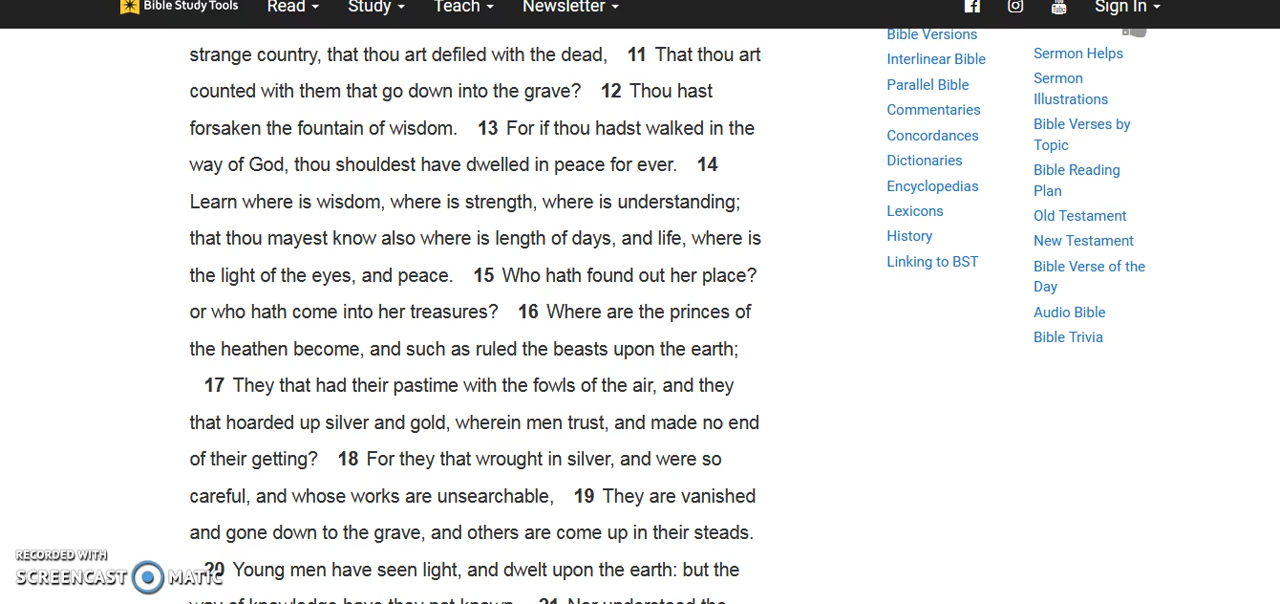 Bible Study Tools Read Study Teach Newsletter Sign In
strange country, that thou art defiled with the dead, 11 That thou art
counted with them that go down into the grave? 12 Thou hast
forsaken the fountain of wisdom. 13 For if thou hadst walked in the
way of God, thou shouldest have dwelled in peace for ever. 14
Learn where is wisdom, where is strength, where is understanding;
that thou mayest know also where is length of days, and life, where is
the light of the eyes, and peace. 15 Who hath found out her place?
or who hath come into her treasures? 16 Where are the princes of
the heathen become, and such as ruled the beasts upon the earth;
17 They that had their pastime with the fowls of the air, and they
that hoarded up silver and gold, wherein men trust, and made no end
of their getting? 18 For they that wrought in silver, and were so
careful, and whose works are unsearchable, 19 They are vanished
and gone down to the grave, and others are come up in their steads.
20 Young men have seen light, and dwelt upon the earth: but the
way of knowledge have they not known, 21 Nor understood the
Bible Versions
Interlinear Bible
Parallel Bible
Commentaries
Concordances
Dictionaries
Encyclopedias
Lexicons
History
Linking to BST
Sermon Helps
Sermon
Illustrations
Bible Verses by
Topic
Bible Reading
Plan
Old Testament
New Testament
Bible Verse of the
Day
Audio Bible
Bible Trivia
RECORDED WITH
SCREENCAST MATIC